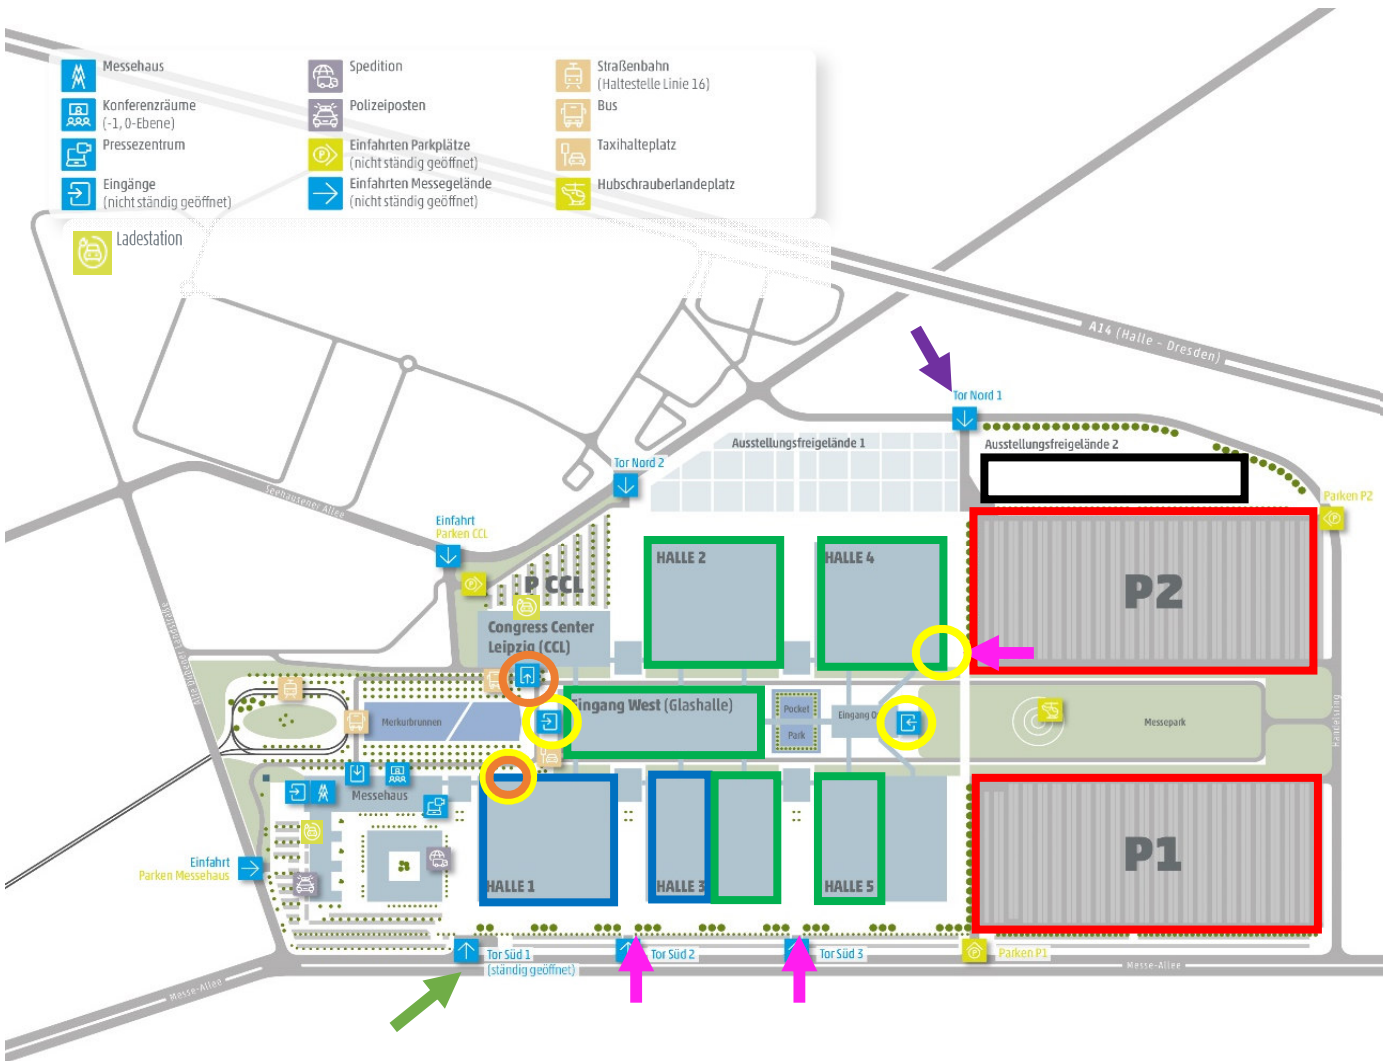 Messehaus
Konferenzräume
(-1, 0-Ebene)
Pressezentrum
Eingänge
(nicht ständig geöffnet)
Spedition
Polizeiposten
Einfahrten Parkplätze
(nicht ständig geöffnet)
Einfahrten Messegelände
(nicht ständig geöffnet)
Straßenbahn
(Haltestelle Linie 16)
Bus
Taxihalteplatz
Hubschrauberlandeplatz
Ladestation
A14 (Halle - Dresden)
Tor Nord 1
Ausstellungsfreigelände 1
Ausstellungsfreigelände 2
Tor Nord 2
Seehausener Allee
Parken P2
Einfahrt
Parken CCL
HALLE 2
HALLE 4
P CCL
P2
Congress Center
Leipzig (CCL)
Eingang West (Glashalle)
Merkurbrunnen
Pocket
Park
Eingang O
Messepark
Handelsring
Messehaus
Einfahrt
Parken Messehaus
HALLE 1
HALLE 3
HALLE 5
P1
Tor Süd 1
(ständig geöffnet)
Tor Süd 2
Tor Süd 3
Parken P1
Messe-Allee
Messe-Allee